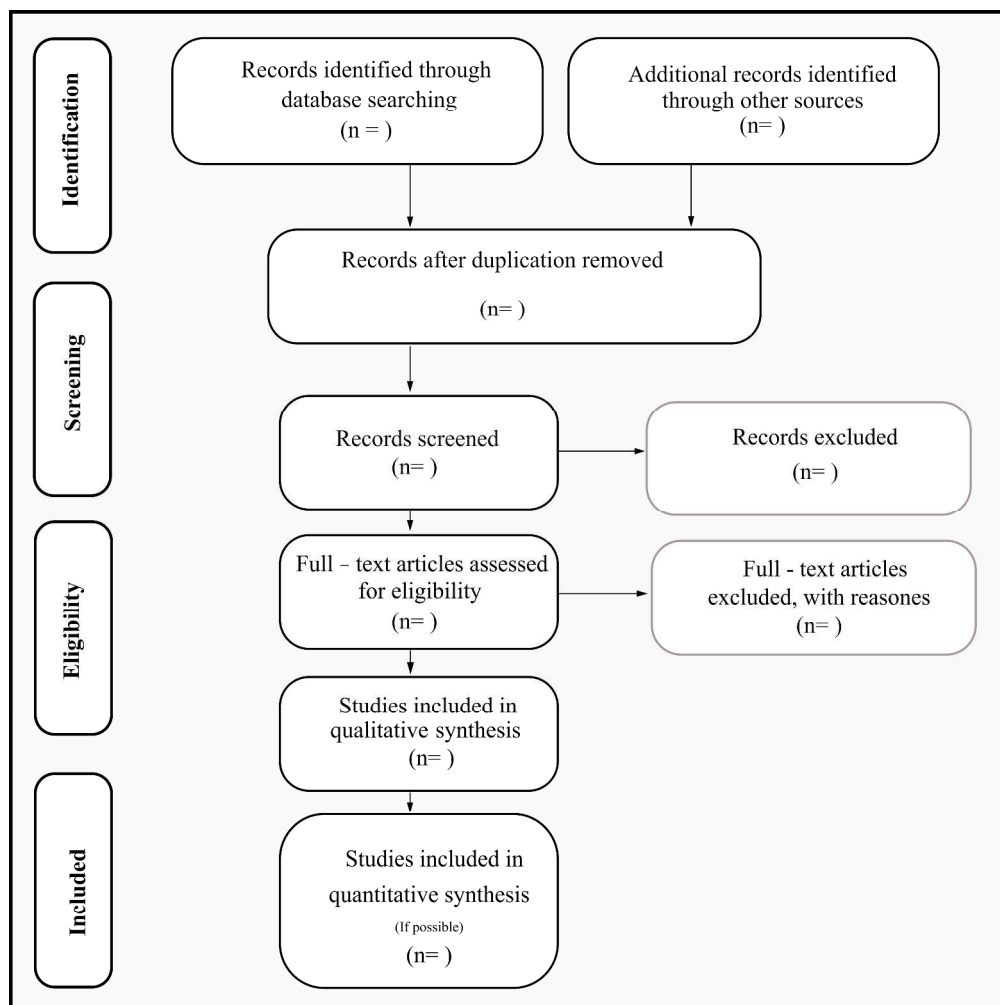 Identification
Records identified through
database searching
(n = )
Additional records identified
through other sources
(n= )
Records after duplication removed
(n= )
Screening
Records screened
(n= )
Records excluded
(n= )
Eligibility
Full – text articles assessed
for eligibility
(n= )
Full - text articles
excluded, with reasones
(n= )
Studies included in
qualitative synthesis
(n= )
Included
Studies included in
quantitative synthesis
(If possible)
(n= )